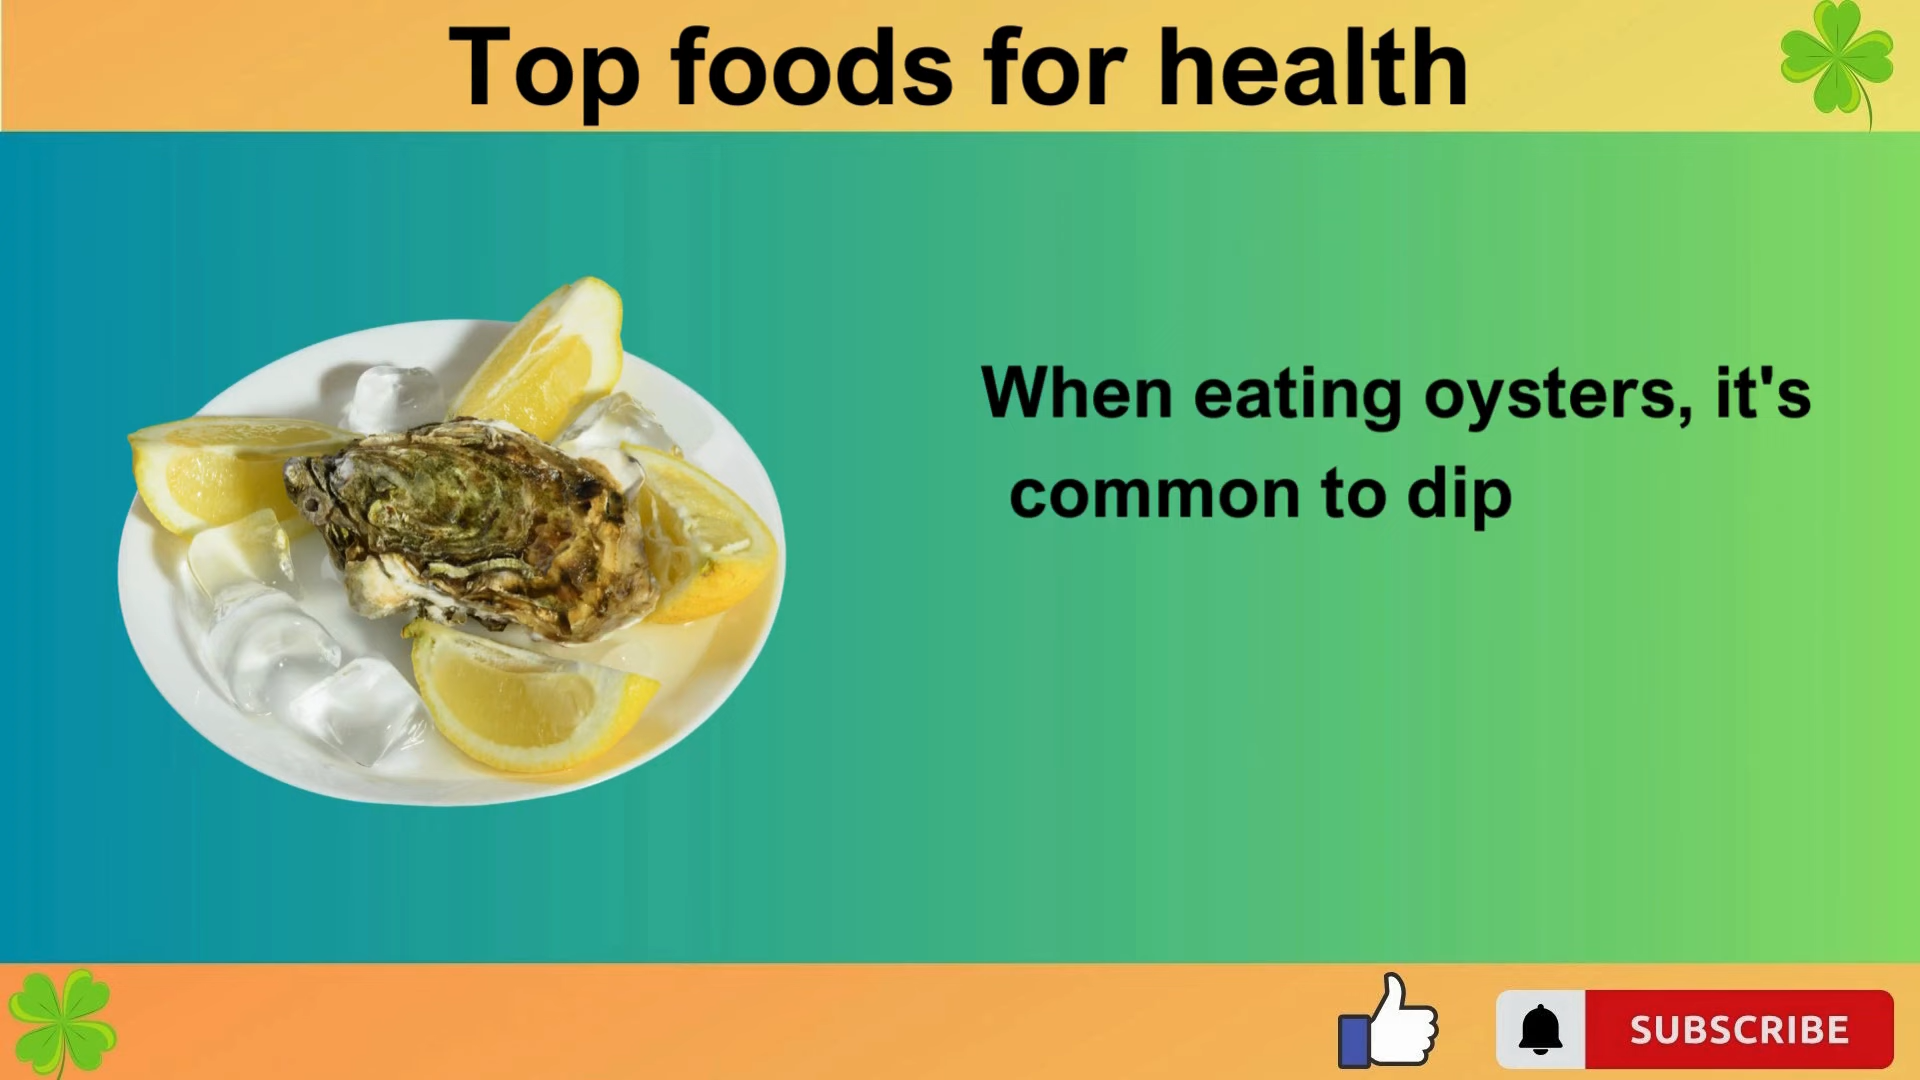 Top foods for health
When eating oysters, it's
common to dip
SUBSCRIBE